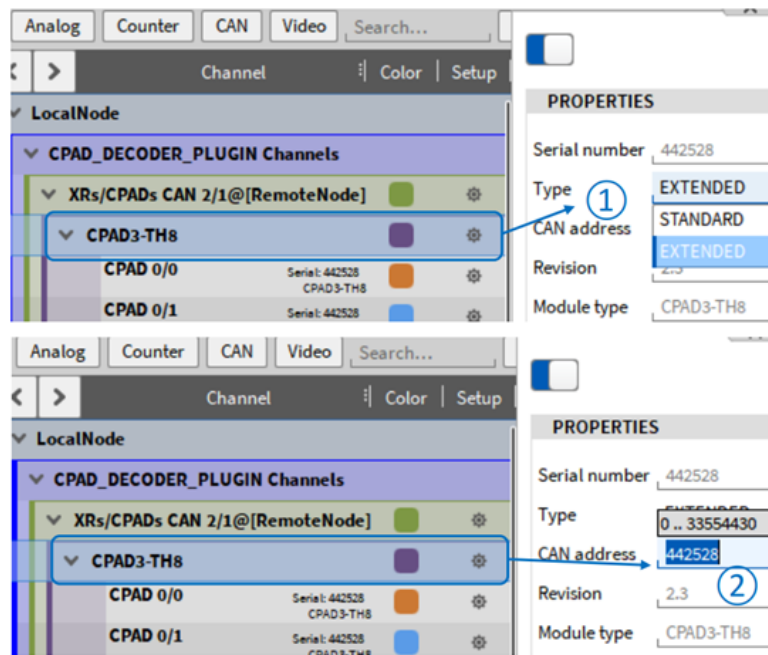 Analog Counter CAN Video Search...
Channel Color Setup
LocalNode
CPAD_DECODER_PLUGIN Channels
XRs/CPADs CAN 2/1@[RemoteNode]
CPAD3-TH8
CPAD 0/0 Serial: 442528
CPAD3-TH8
CPAD 0/1 Serial: 442528
PROPERTIES
Serial number 442528
Type EXTENDED
1
STANDARD
CAN address
EXTENDED
Revision 2.3
Module type CPAD3-TH8
Analog Counter CAN Video Search...
Channel Color Setup
LocalNode
CPAD_DECODER_PLUGIN Channels
XRs/CPADs CAN 2/1@[RemoteNode]
CPAD3-TH8
CPAD 0/0 Serial: 442528
CPAD3-TH8
CPAD 0/1 Serial: 442528
CPAD3-TH8
PROPERTIES
Serial number 442528
Type
0 .. 33554430
CAN address 442528
2
Revision 2.3
Module type CPAD3-TH8